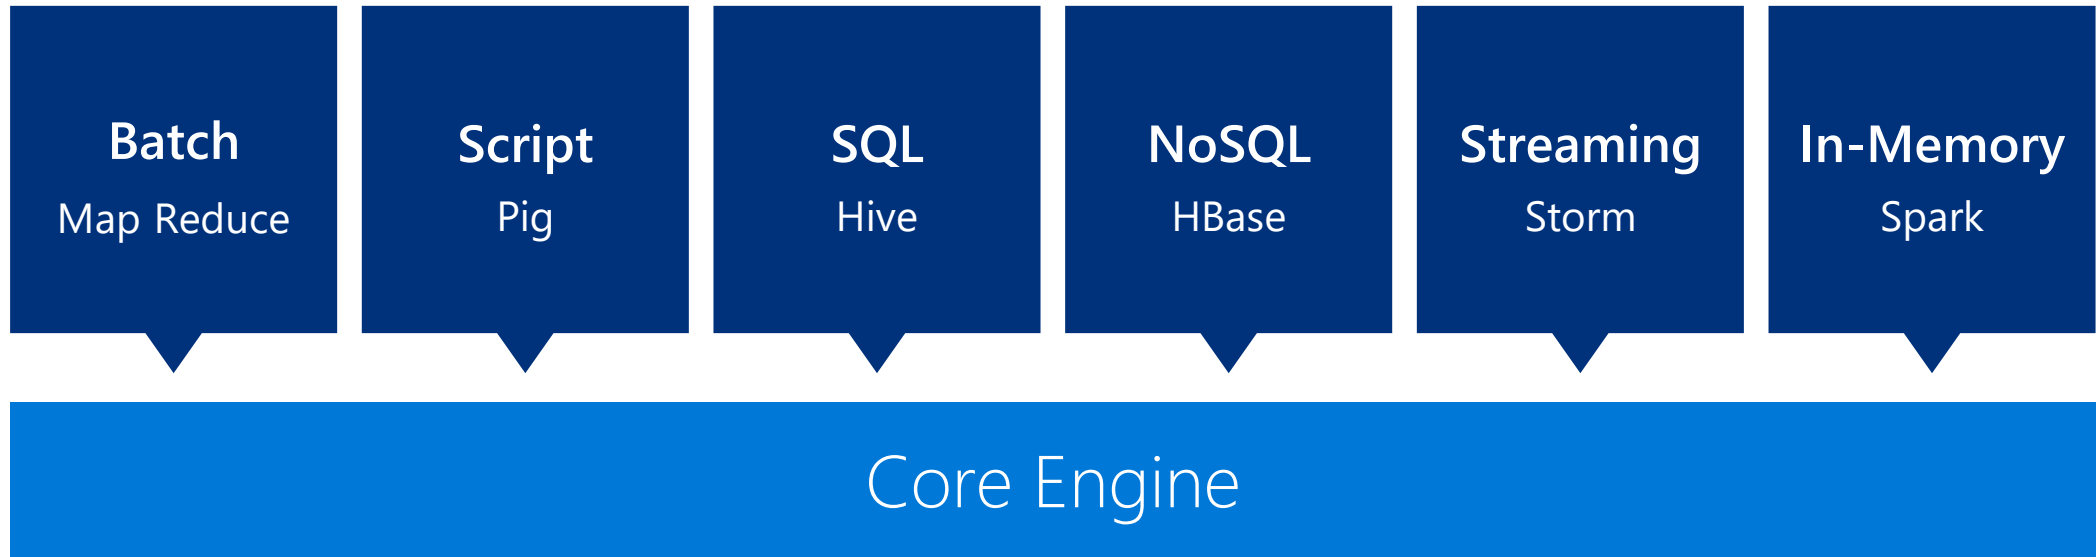 Batch
Map Reduce
Script
Pig
SQL
Hive
NoSQL
HBase
Streaming
Storm
In-Memory
Spark
Core Engine